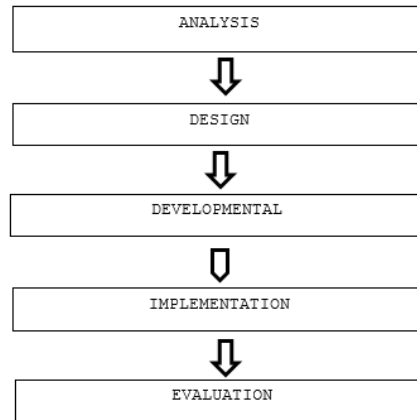 ANALYSIS
DESIGN
DEVELOPMENTAL
IMPLEMENTATION
EVALUATION